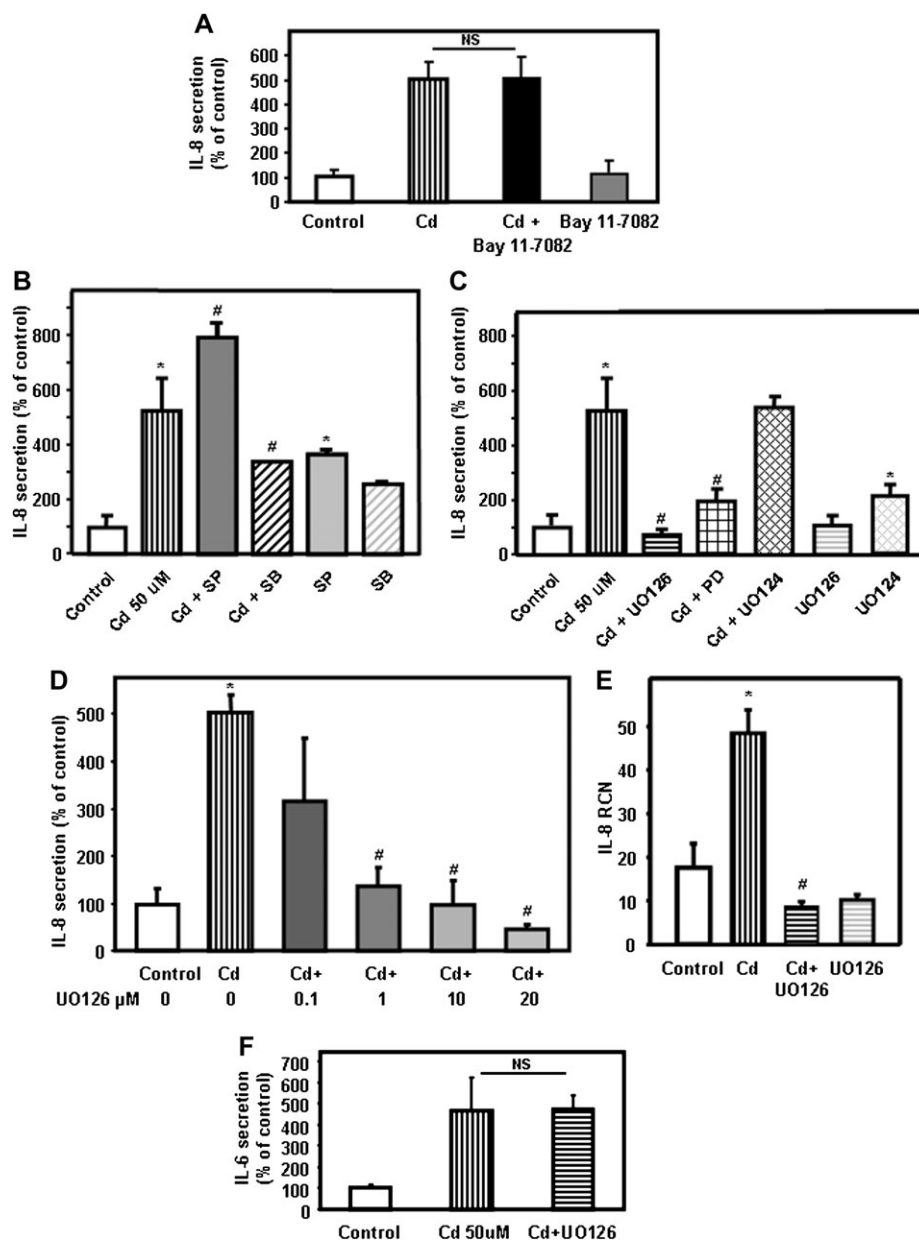 A
IL-8 secretion
(% of control)
600
500
400
300
200
100
0
NS
Control
Cd
Cd +
Bay 11-7082
Bay 11-7082
B
IL-8 secretion (% of control)
800
600
400
200
0
*
#
#
*
Control
Cd 50 uM
Cd + SP
Cd + SB
SP
SB
C
IL-8 secretion (% of control)
800
600
400
200
0
*
#
#
*
Control
Cd 50 uM
Cd + UO126
Cd + PD
Cd + UO124
UO126
UO124
D
IL-8 secretion (% of control)
500
400
300
200
100
0
*
#
#
#
Control Cd Cd+ Cd+ Cd+ Cd+
UO126 µM 0 0 0.1 1 10 20
E
IL-8 RCN
50
40
30
20
10
0
*
#
Control
Cd
Cd+
UO126
UO126
F
IL-6 secretion
(% of control)
700
600
500
400
300
200
100
0
NS
Control
Cd 50uM
Cd+UO126